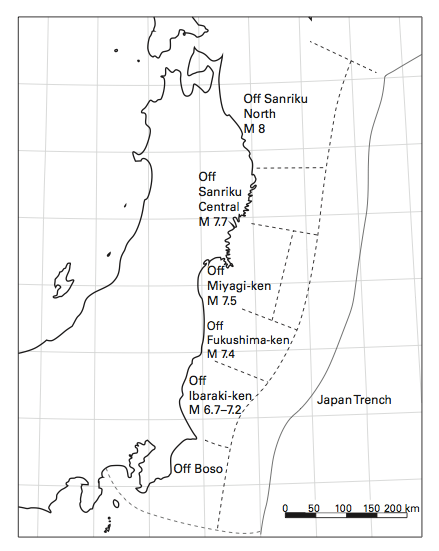 Off Sanriku
North
M 8
Off
Sanriku
Central
M 7.7
Off
Miyagi-ken
M 7.5
Off
Fukushima-ken
M 7.4
Off
Ibaraki-ken
M 6.7–7.2
Japan Trench
Off Boso
0 50 100 150 200 km